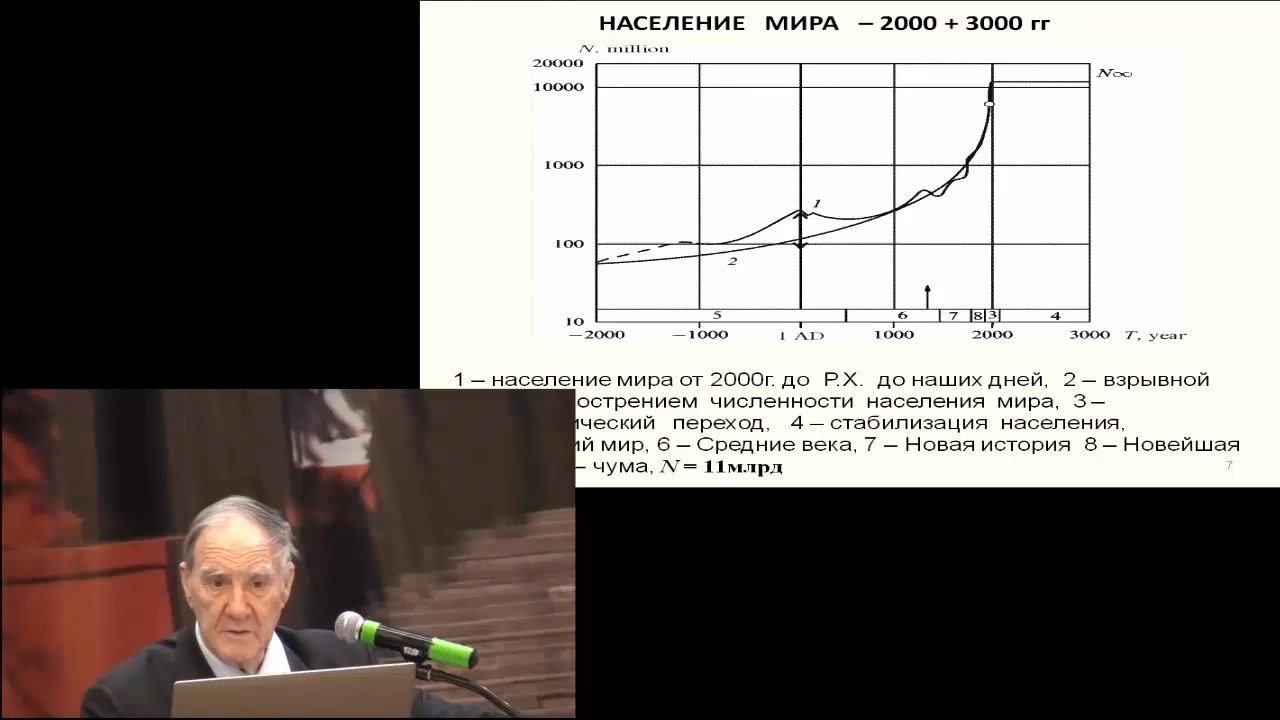 НАСЕЛЕНИЕ МИРА – 2000 + 3000 гг
N, million
20000
10000
N∞
1000
1
100
2
10
5
6
7
8
3
4
–2000
–1000
1 AD
1000
2000
3000
T, year
1 – население мира от 2000г. до Р.Х. до наших дней, 2 – взрывной
острением численности населения мира, 3 –
ический переход, 4 – стабилизация населения,
ий мир, 6 – Средние века, 7 – Новая история 8 – Новейшая
– чума, N = 11млрд
7